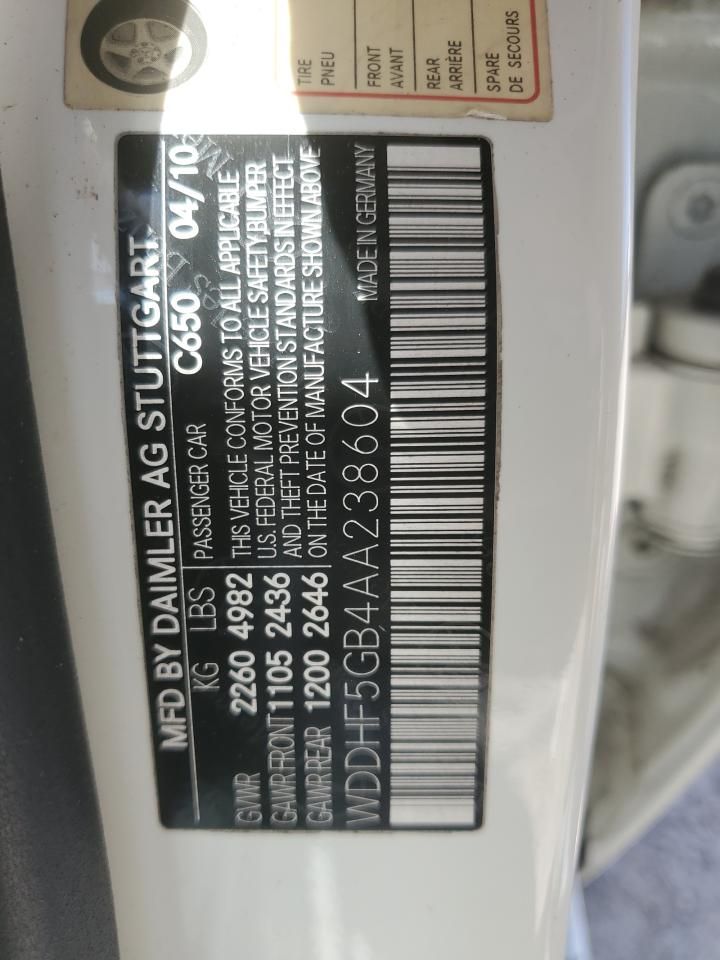 TIRE
PNEU
FRONT
AVANT
REAR
ARRIÈRE
SPARE
DE SECOURS
MFD BY DAIMLER AG STUTTGART
C650 04/10
KG LBS
PASSENGER CAR
GVWR 2260 4982
GAWR FRONT 1105 2436
GAWR REAR 1200 2646
THIS VEHICLE CONFORMS TO ALL APPLICABLE
U.S. FEDERAL MOTOR VEHICLE SAFETY,BUMPER
AND THEFT PREVENTION STANDARDS IN EFFECT
ON THE DATE OF MANUFACTURE SHOWN ABOVE
WDDHF5GB4AA238604
MADE IN GERMANY